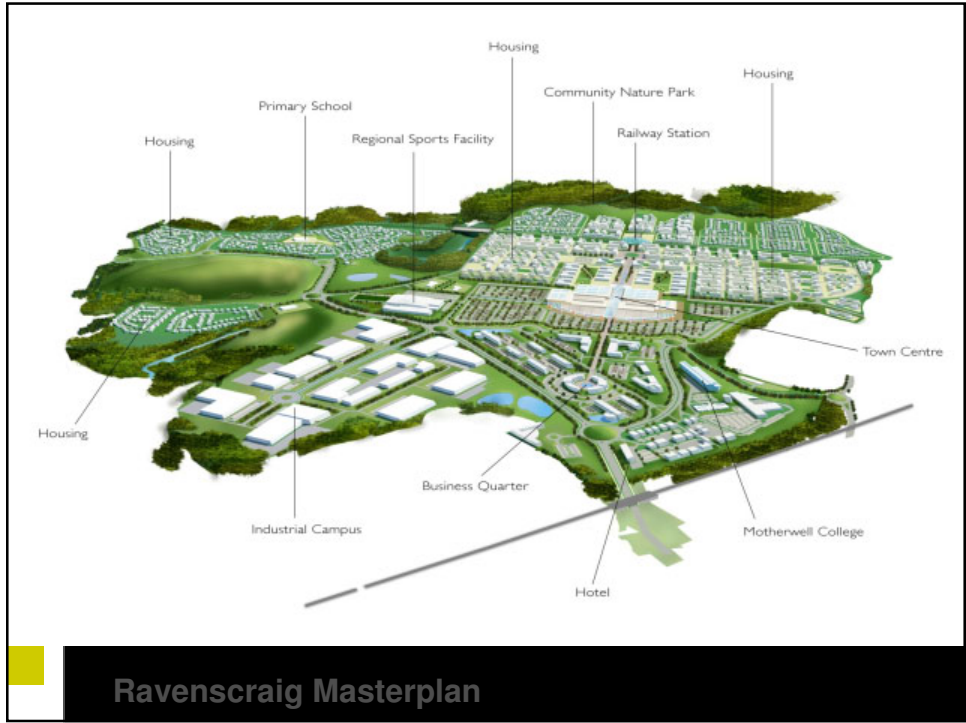 Housing
Housing
Community Nature Park
Primary School
Railway Station
Housing
Regional Sports Facility
Town Centre
Housing
Business Quarter
Industrial Campus
Motherwell College
Hotel
Ravenscraig Masterplan